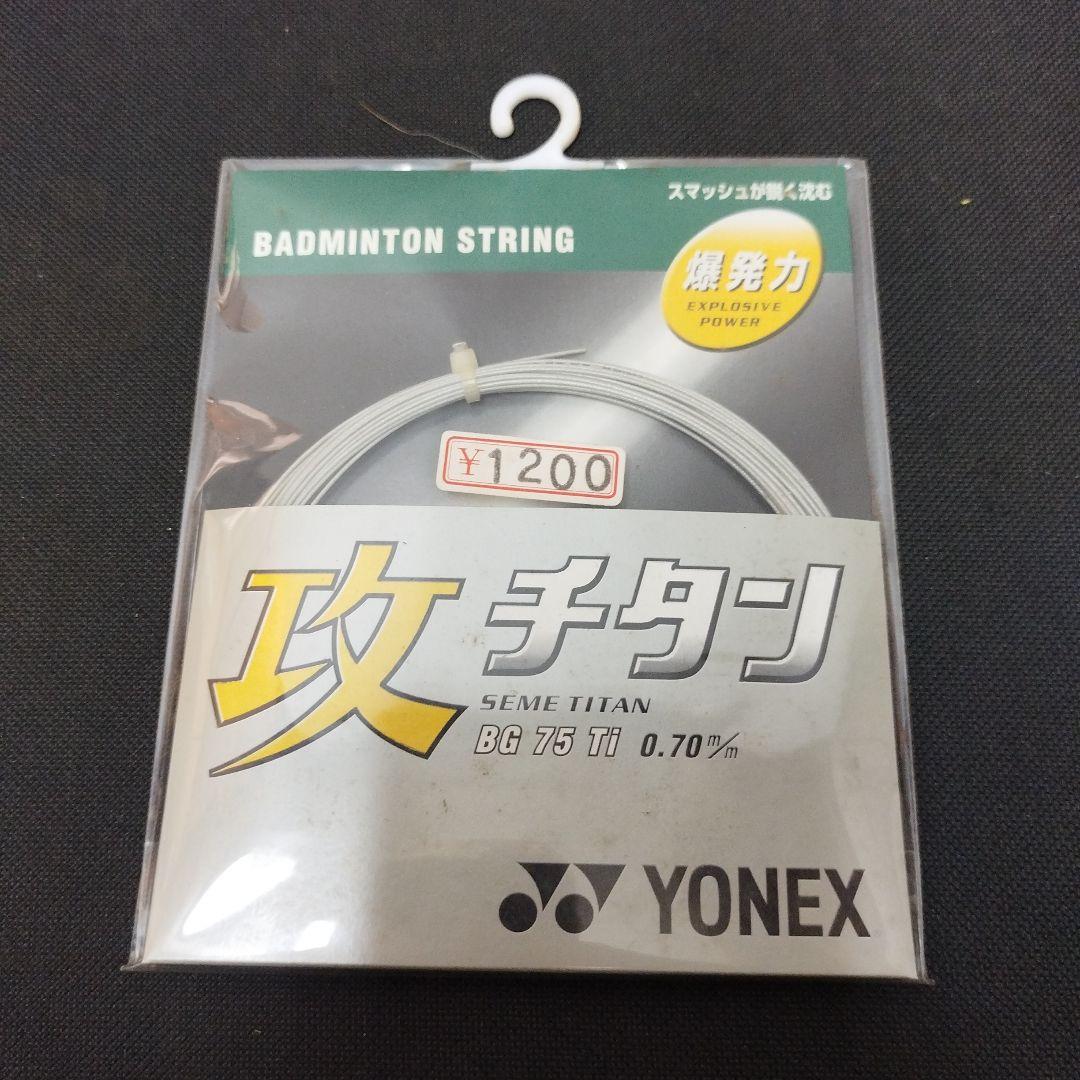 スマッシュが鋭く沈む
BADMINTON STRING
爆発力
EXPLOSIVE
POWER
¥1200
攻チタン
SEME TITAN
BG 75 Ti 0.70 m/m
YONEX